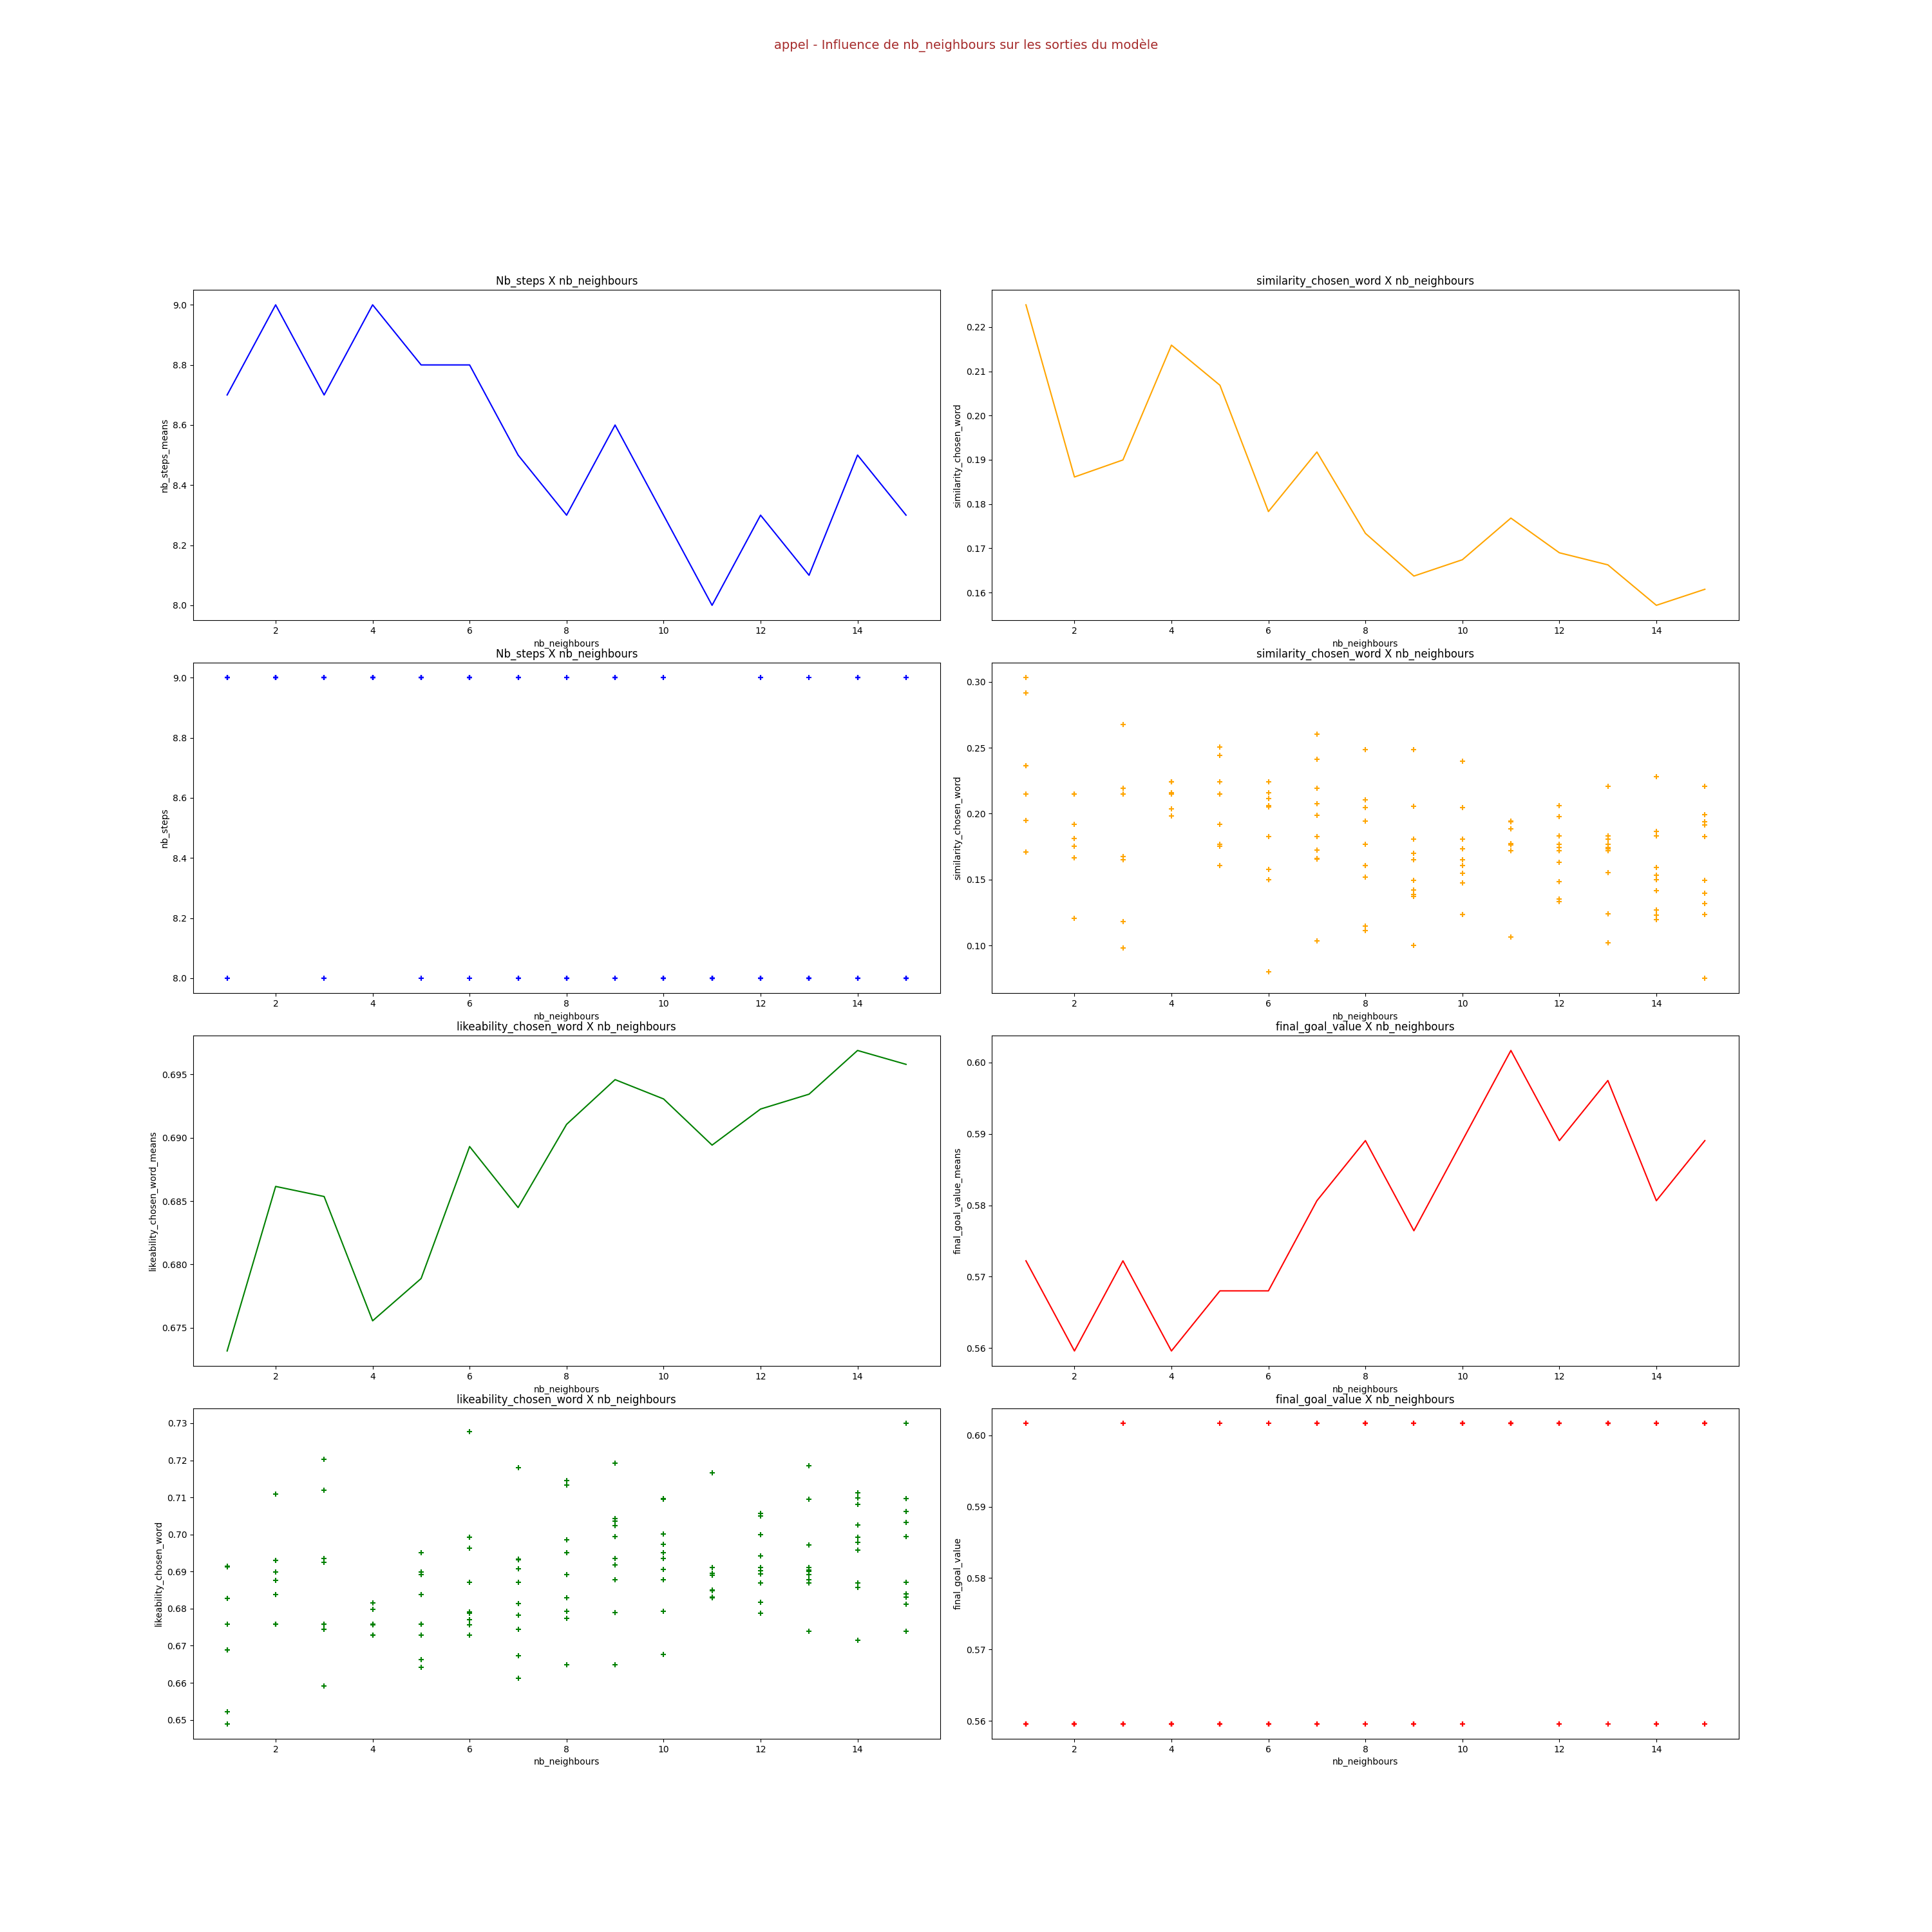 appel - Influence de nb_neighbours sur les sorties du modèle
Nb_steps X nb_neighbours
nb_steps_means
9.0
8.8
8.6
8.4
8.2
8.0
2 4 6 8 10 12 14
nb_neighbours
similarity_chosen_word X nb_neighbours
similarity_chosen_word
0.22
0.21
0.20
0.19
0.18
0.17
0.16
2 4 6 8 10 12 14
nb_neighbours
Nb_steps X nb_neighbours
nb_steps
9.0
8.8
8.6
8.4
8.2
8.0
2 4 6 8 10 12 14
nb_neighbours
similarity_chosen_word X nb_neighbours
similarity_chosen_word
0.30
0.25
0.20
0.15
0.10
2 4 6 8 10 12 14
nb_neighbours
likeability_chosen_word X nb_neighbours
likeability_chosen_word_means
0.695
0.690
0.685
0.680
0.675
2 4 6 8 10 12 14
nb_neighbours
final_goal_value X nb_neighbours
final_goal_value_means
0.60
0.59
0.58
0.57
0.56
2 4 6 8 10 12 14
nb_neighbours
likeability_chosen_word X nb_neighbours
likeability_chosen_word
0.73
0.72
0.71
0.70
0.69
0.68
0.67
0.66
0.65
2 4 6 8 10 12 14
nb_neighbours
final_goal_value X nb_neighbours
final_goal_value
0.60
0.59
0.58
0.57
0.56
2 4 6 8 10 12 14
nb_neighbours